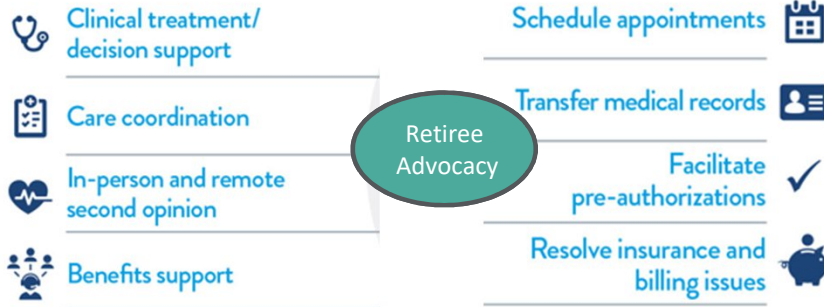 Clinical treatment/
decision support
Care coordination
In-person and remote
second opinion
Benefits support
Retiree
Advocacy
Schedule appointments
Transfer medical records
Facilitate
pre-authorizations
Resolve insurance and
billing issues